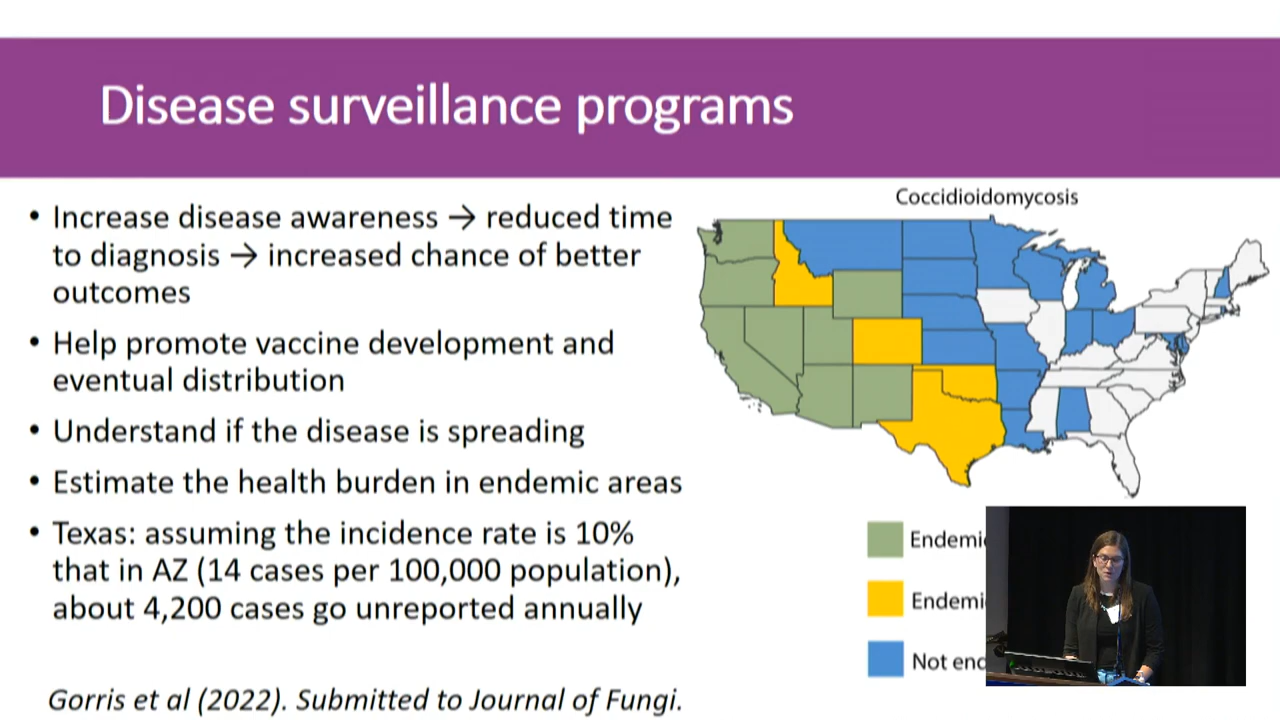 Disease surveillance programs
• Increase disease awareness → reduced time
to diagnosis → increased chance of better
outcomes
• Help promote vaccine development and
eventual distribution
• Understand if the disease is spreading
• Estimate the health burden in endemic areas
• Texas: assuming the incidence rate is 10%
that in AZ (14 cases per 100,000 population),
about 4,200 cases go unreported annually
Gorris et al (2022). Submitted to Journal of Fungi.
Coccidioidomycosis
Endemi
Endemi
Not end